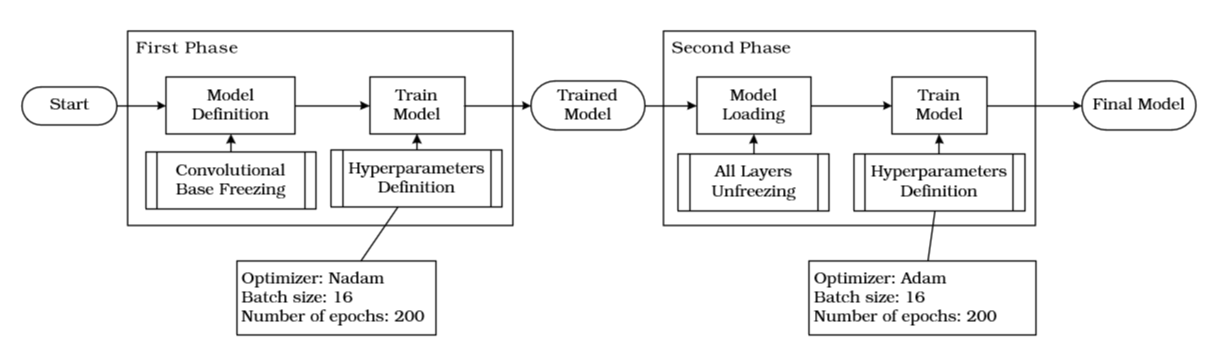 First Phase
Start
Model
Definition
Train
Model
Convolutional
Base Freezing
Hyperparameters
Definition
Optimizer: Nadam
Batch size: 16
Number of epochs: 200
Trained
Model
Second Phase
Model
Loading
Train
Model
All Layers
Unfreezing
Hyperparameters
Definition
Optimizer: Adam
Batch size: 16
Number of epochs: 200
Final Model